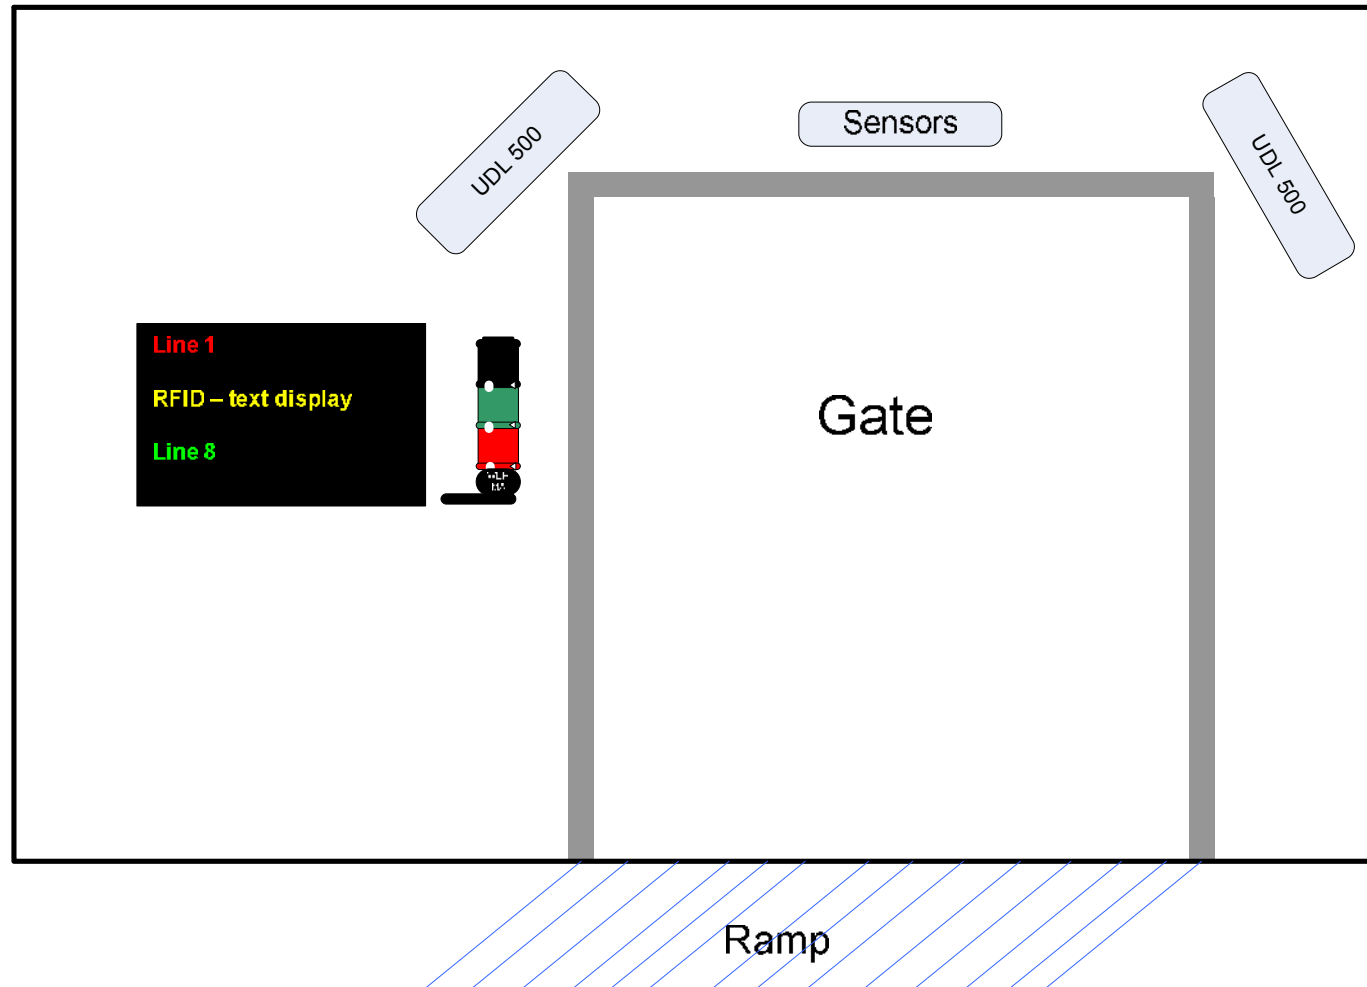 Sensors
UDL 500
UDL 500
Line 1
RFID – text display
Line 8
Gate
Ramp